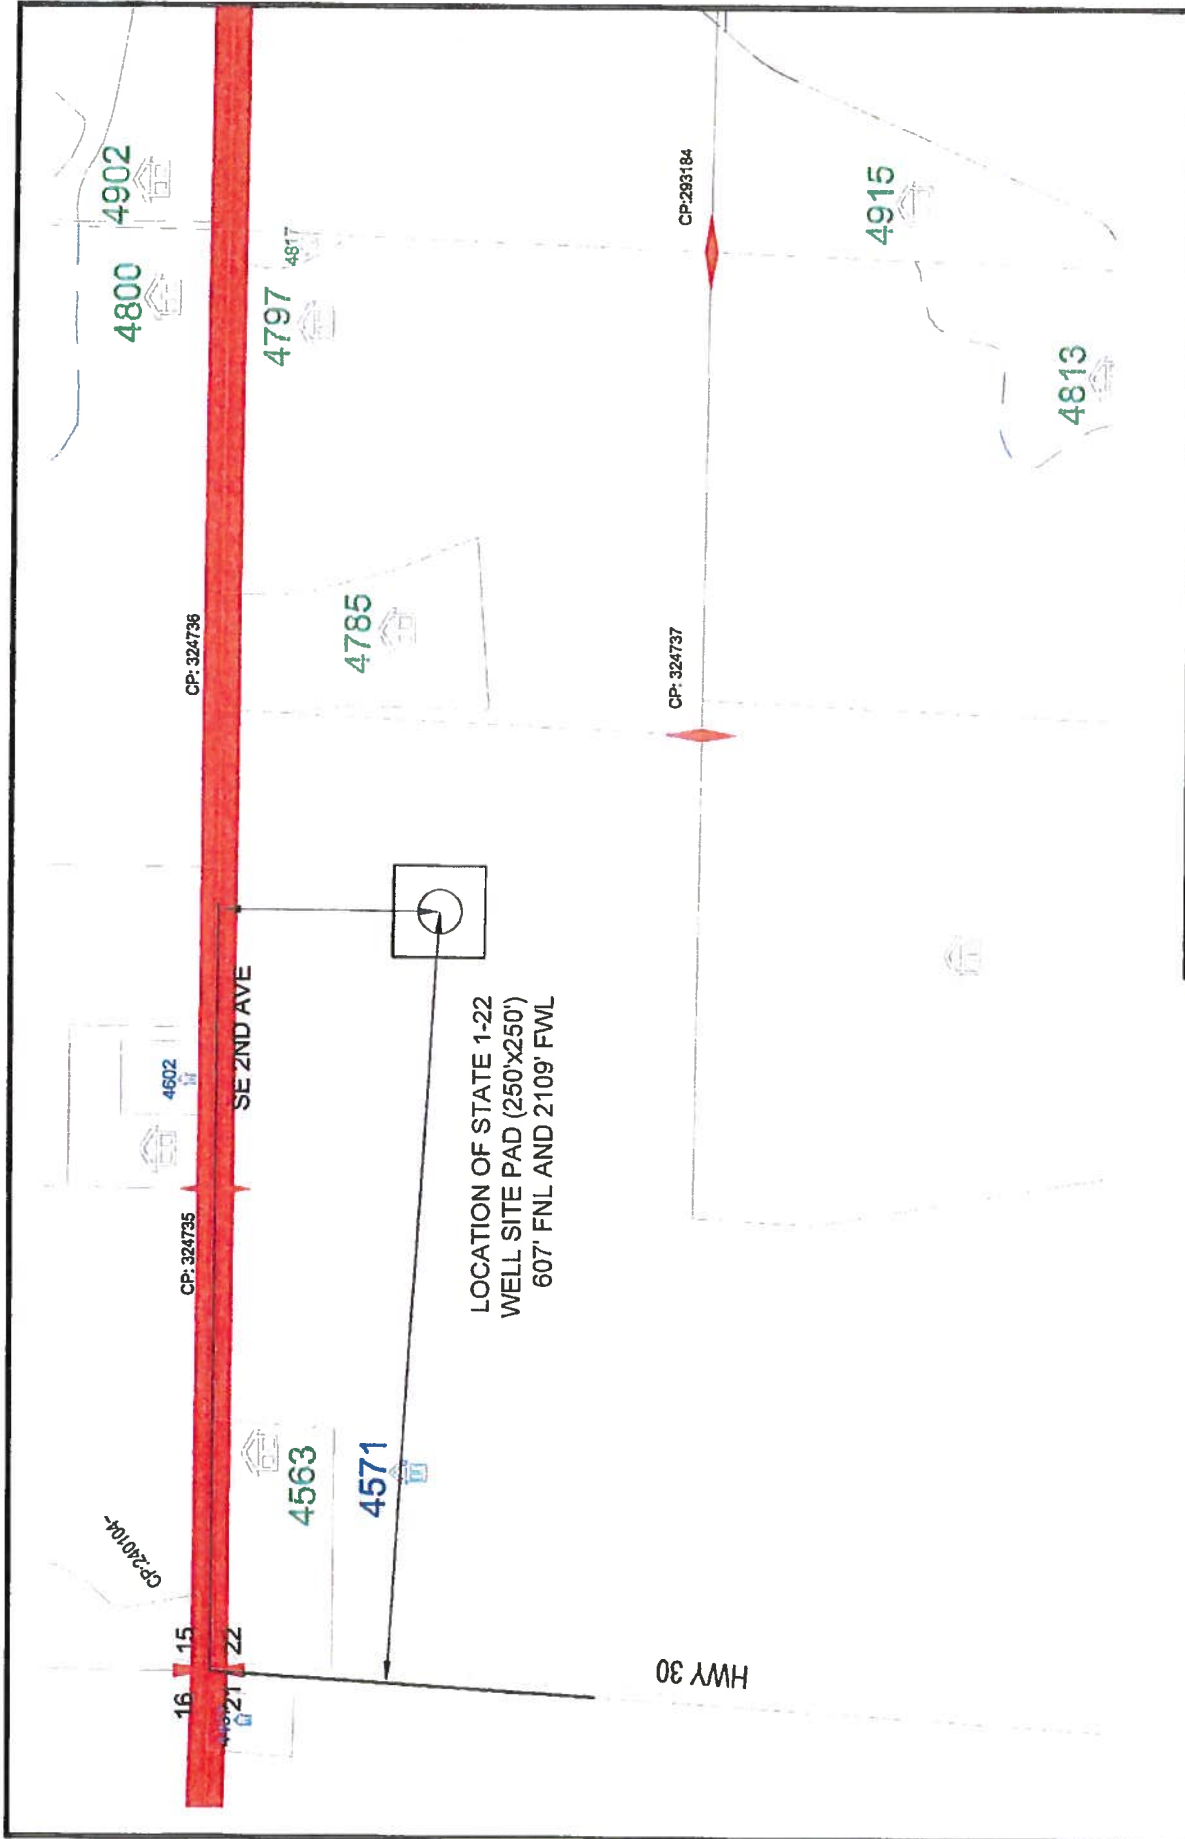 16
15
21
22
CP:240104-
4563
4571
CP: 324735
4602
SE 2ND AVE
LOCATION OF STATE 1-22
WELL SITE PAD (250'x250')
607' FNL AND 2109' FWL
HWY 30
CP: 324736
4785
CP: 324737
4800
4902
4797
4817
CP:293184
4915
4813